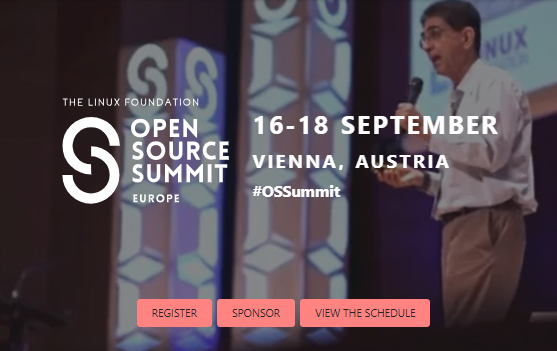 THE LINUX FOUNDATION
OPEN
SOURCE
SUMMIT
EUROPE
16-18 SEPTEMBER
VIENNA, AUSTRIA
#OSSummit
REGISTER
SPONSOR
VIEW THE SCHEDULE